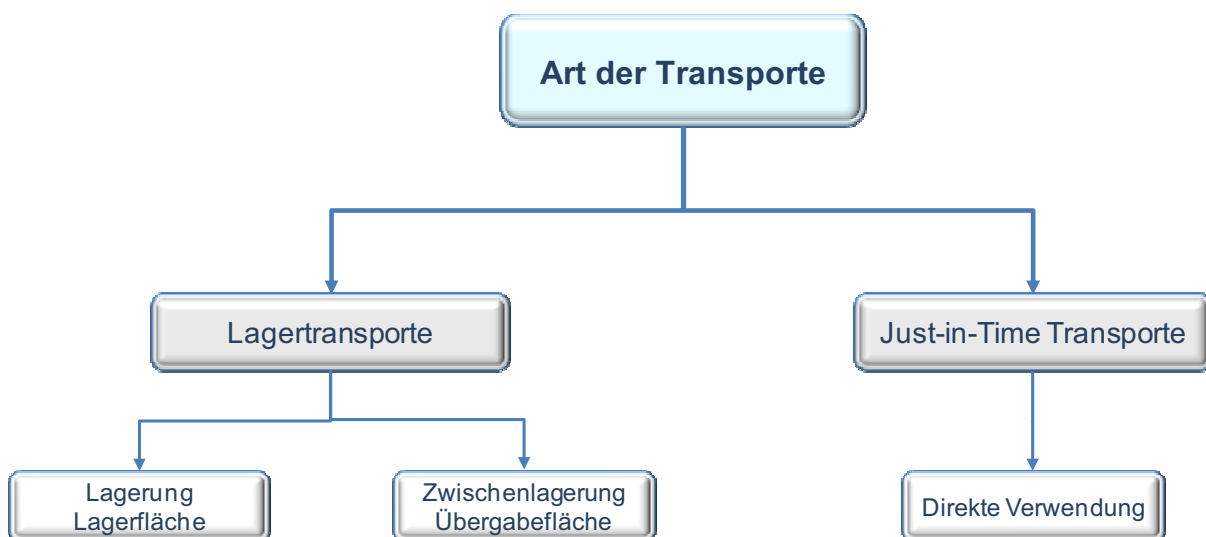 Art der Transporte
Lagertransporte
Just-in-Time Transporte
Lagerung
Lagerfläche
Zwischenlagerung
Übergabefläche
Direkte Verwendung